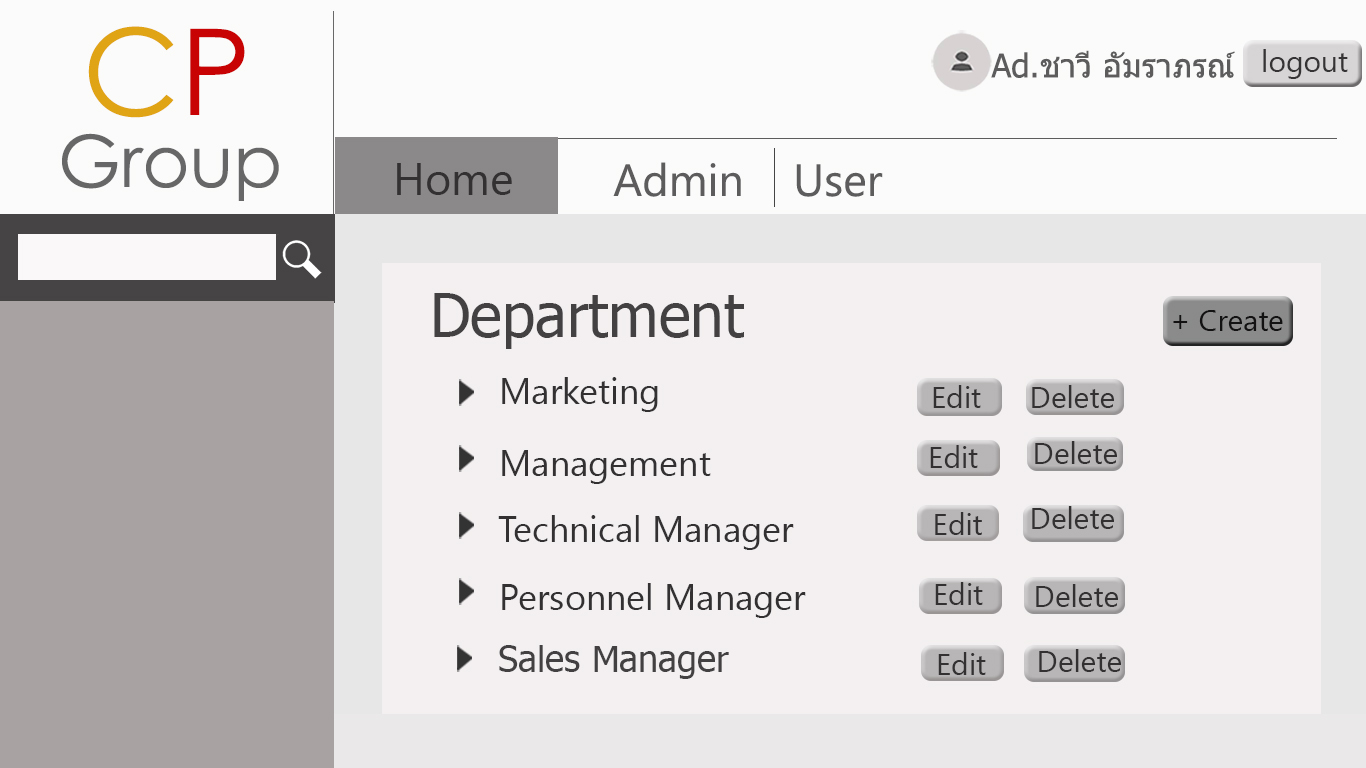 CP
Group
Ad.ชาวี อัมราภรณ์ logout
Home Admin User
Department + Create
Marketing Edit Delete
Management Edit Delete
Technical Manager Edit Delete
Personnel Manager Edit Delete
Sales Manager Edit Delete